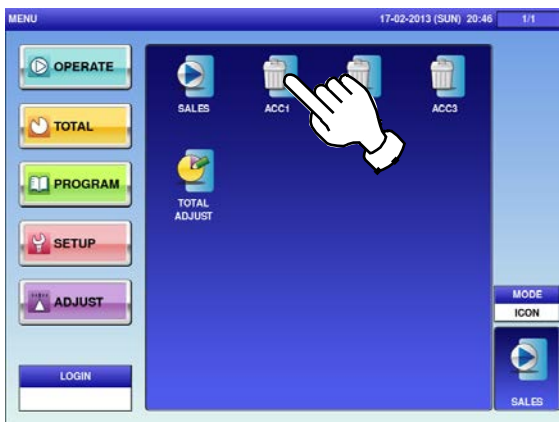 MENU 17-02-2013 (SUN) 20:46 1/1
OPERATE
TOTAL
PROGRAM
SETUP
ADJUST
LOGIN
SALES ACC1 ACC3
TOTAL
ADJUST
MODE
ICON
SALES